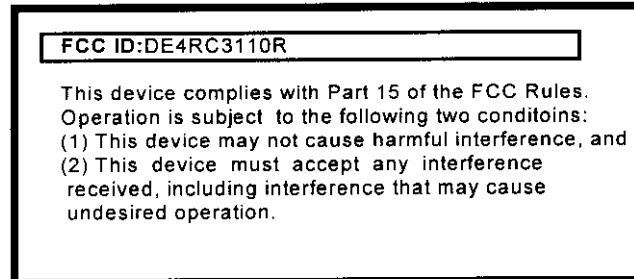 FCC ID:DE4RC3110R
This device complies with Part 15 of the FCC Rules.
Operation is subject to the following two conditoins:
(1) This device may not cause harmful interference, and
(2) This device must accept any interference
received, including interference that may cause
undesired operation.